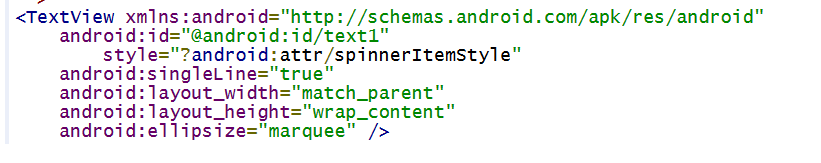 <TextView xmlns:android="http://schemas.android.com/apk/res/android"
    android:id="@android:id/text1"
        style="?android:attr/spinnerItemStyle"
    android:singleLine="true"
    android:layout_width="match_parent"
    android:layout_height="wrap_content"
    android:ellipsize="marquee" />